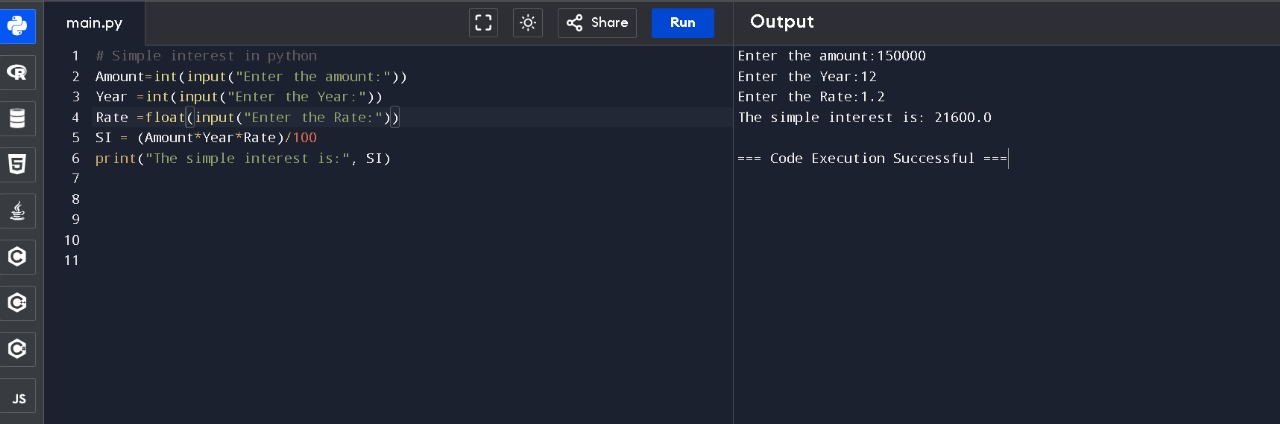 main.py
Share
Run
Output
1 # Simple interest in python
2 Amount=int(input("Enter the amount:"))
3 Year =int(input("Enter the Year:"))
4 Rate =float(input("Enter the Rate:"))
5 SI = (Amount*Year*Rate)/100
6 print("The simple interest is:", SI)
7
8
9
10
11
Enter the amount:150000
Enter the Year:12
Enter the Rate:1.2
The simple interest is: 21600.0
=== Code Execution Successful ===
R
5
C
C
C
JS